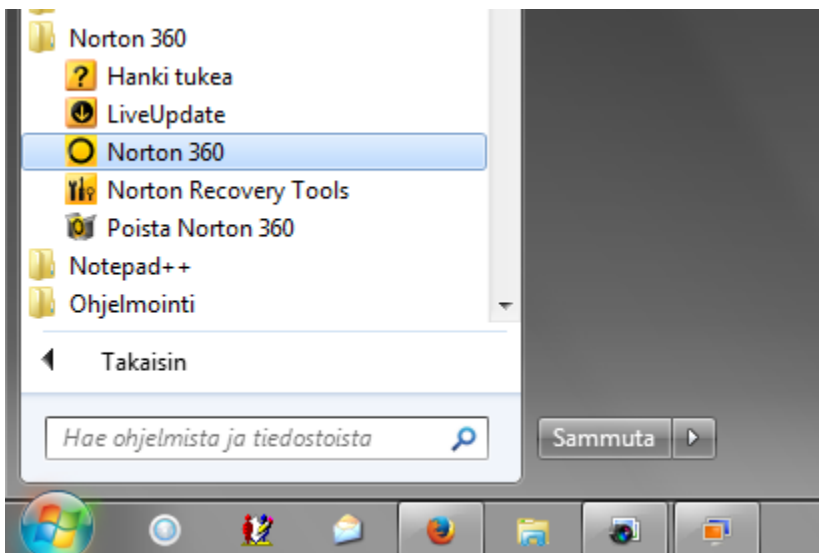 Norton 360
Hanki tukea
LiveUpdate
Norton 360
Norton Recovery Tools
Poista Norton 360
Notepad++
Ohjelmointi
Takaisin
Hae ohjelmista ja tiedostoista
Sammuta